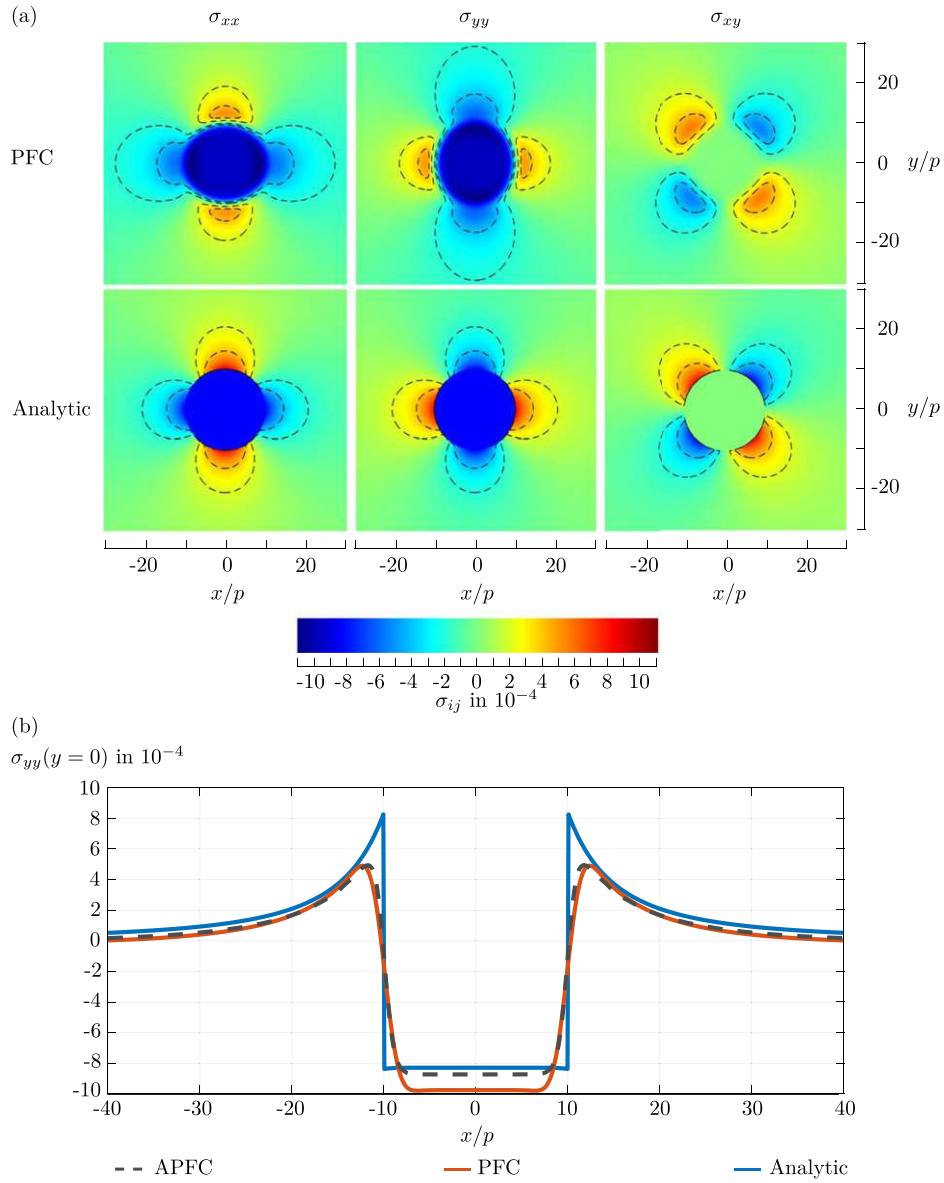 (a)
σxx σyy σxy
PFC
20
0 y/p
-20
Analytic
20
0 y/p
-20
-20 0 20 -20 0 20 -20 0 20
x/p x/p x/p
-10 -8 -6 -4 -2 0 2 4 6 8 10
σij in 10⁻⁴
(b)
σyy(y = 0) in 10⁻⁴
10
8
6
4
2
0
-2
-4
-6
-8
-10
-40 -30 -20 -10 0 10 20 30 40
x/p
APFC PFC Analytic